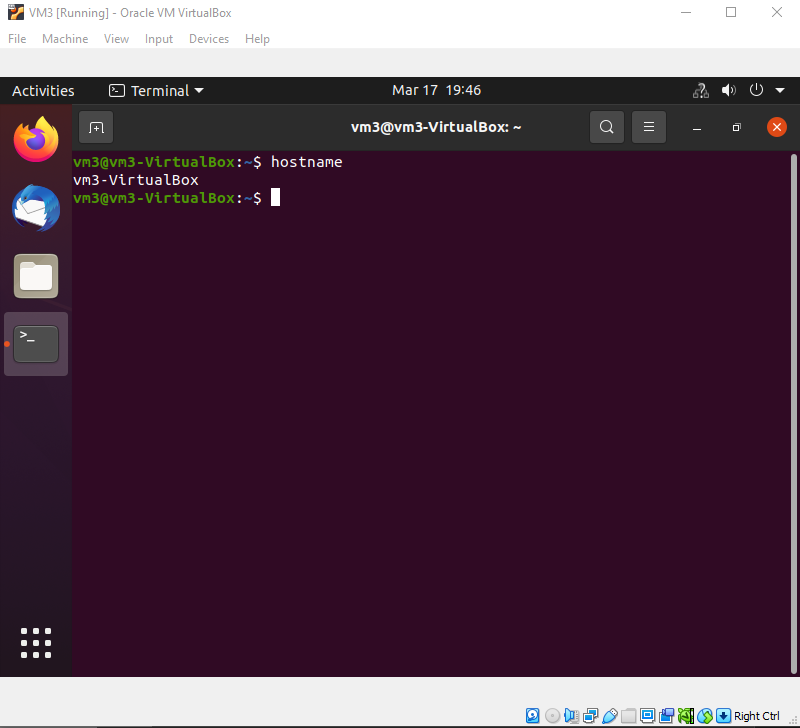 VM3 [Running] - Oracle VM VirtualBox
File Machine View Input Devices Help
Activities Terminal Mar 17 19:46
vm3@vm3-VirtualBox: ~
vm3@vm3-VirtualBox:~$ hostname
vm3-VirtualBox
vm3@vm3-VirtualBox:~$
>_
Right Ctrl